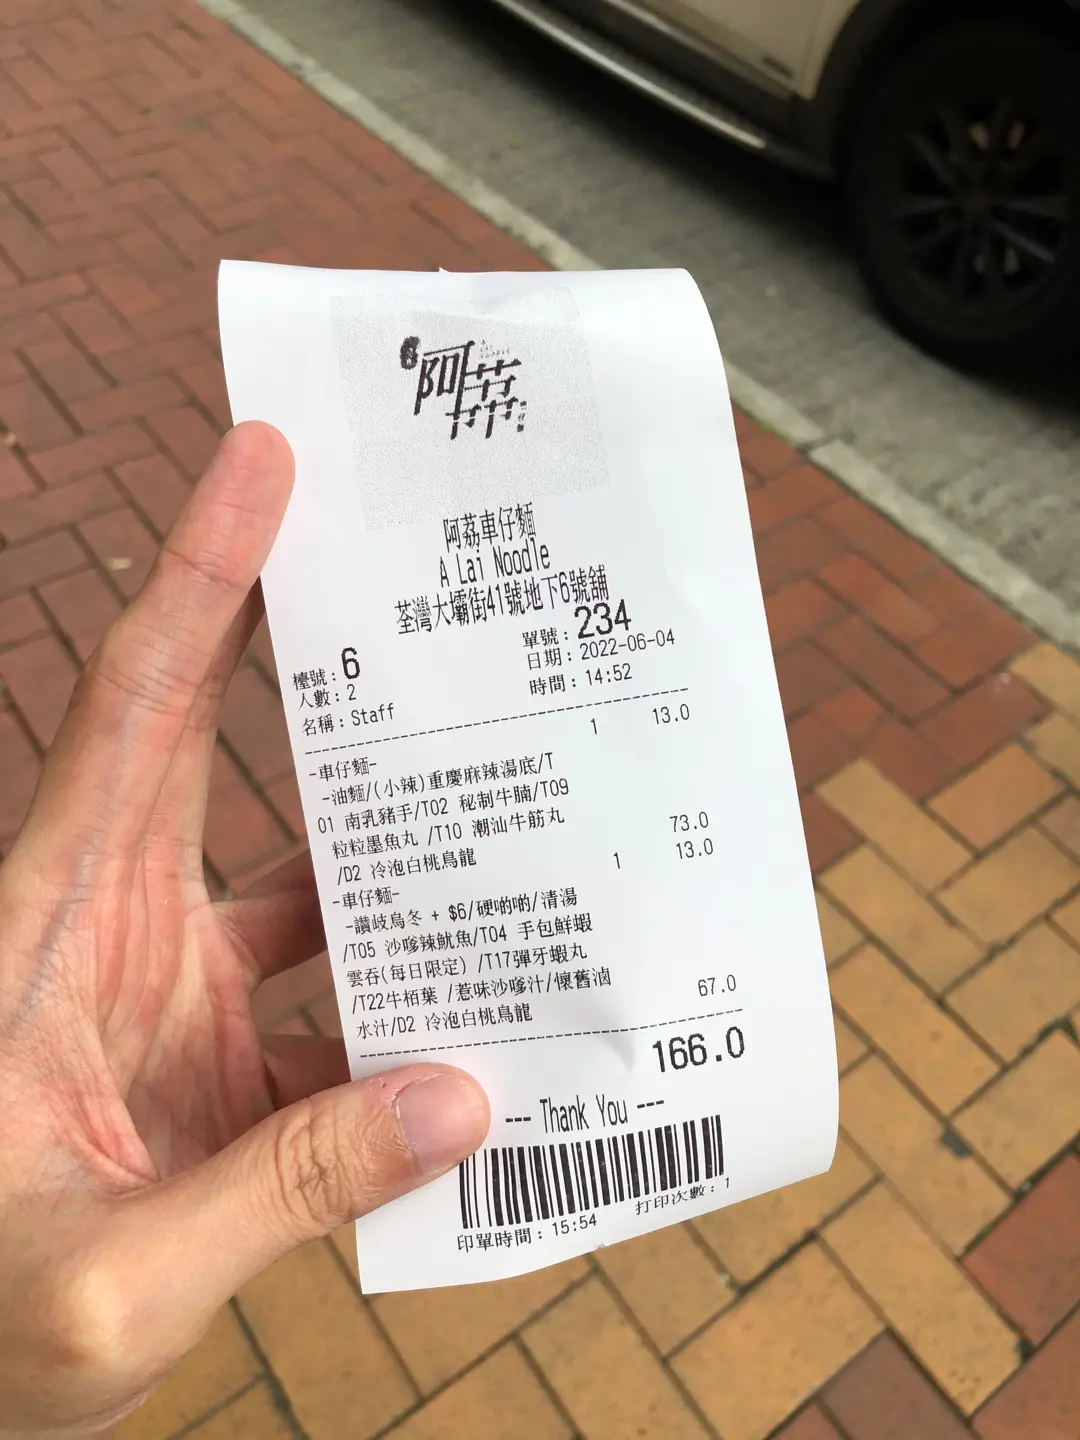 阿荔
阿荔車仔麵
A Lai Noodle
荃灣大壩街41號地下6號舖
檯號：6 單號：234
人數：2 日期：2022-06-04
名稱：Staff 時間：14:52
-車仔麵- 1 13.0
-油麵/(小辣)重慶麻辣湯底/T
01 南乳豬手/T02 秘制牛腩/T09
粒粒墨魚丸 /T10 潮汕牛筋丸
/D2 冷泡白桃烏龍 73.0
-車仔麵- 1 13.0
-讚岐烏冬 + $6/硬啲啲/清湯
/T05 沙嗲辣魷魚/T04 手包鮮蝦
雲吞(每日限定) /T17彈牙蝦丸
/T22牛栢葉 /惹味沙嗲汁/懷舊滷
水汁/D2 冷泡白桃烏龍 67.0
166.0
--- Thank You ---
印單時間：15:54 打印次數：1